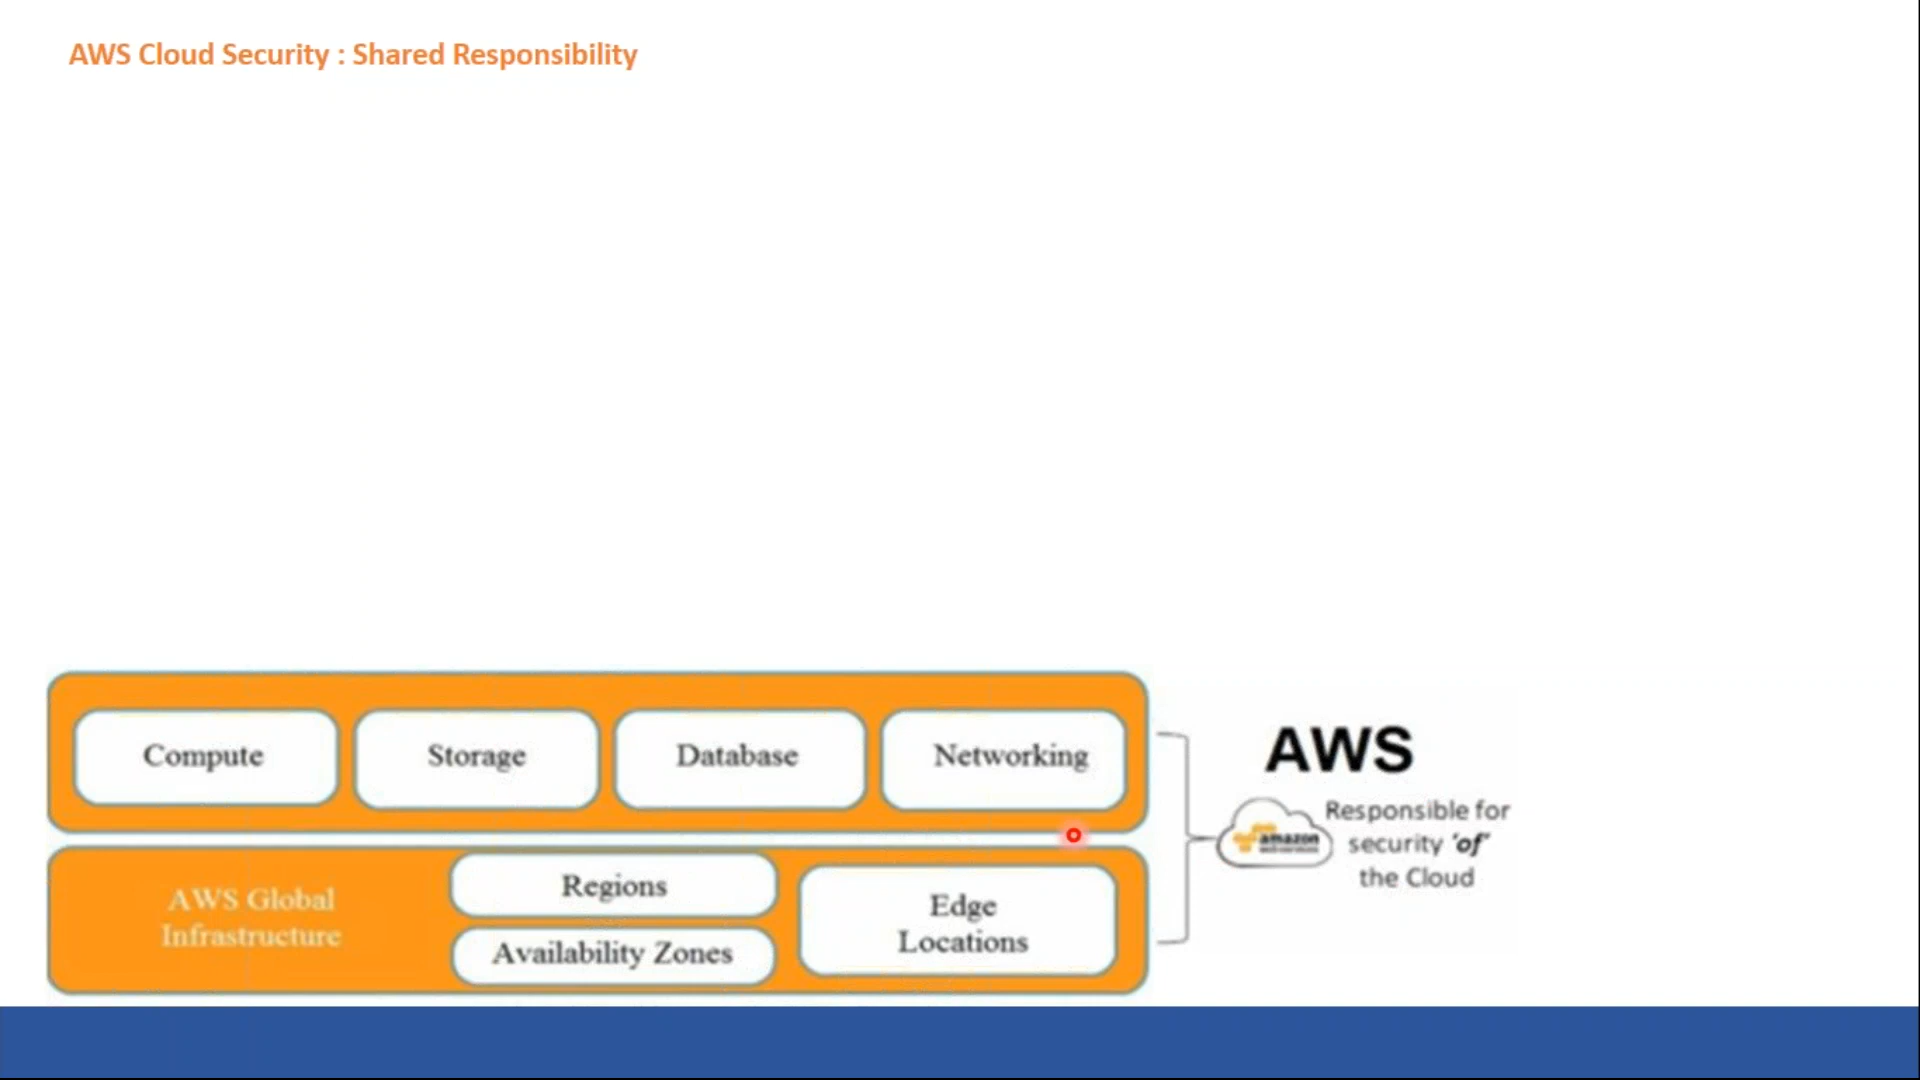 AWS Cloud Security : Shared Responsibility
Compute
Storage
Database
Networking
AWS Global
Infrastructure
Regions
Availability Zones
Edge
Locations
AWS
amazon
Responsible for
security 'of'
the Cloud